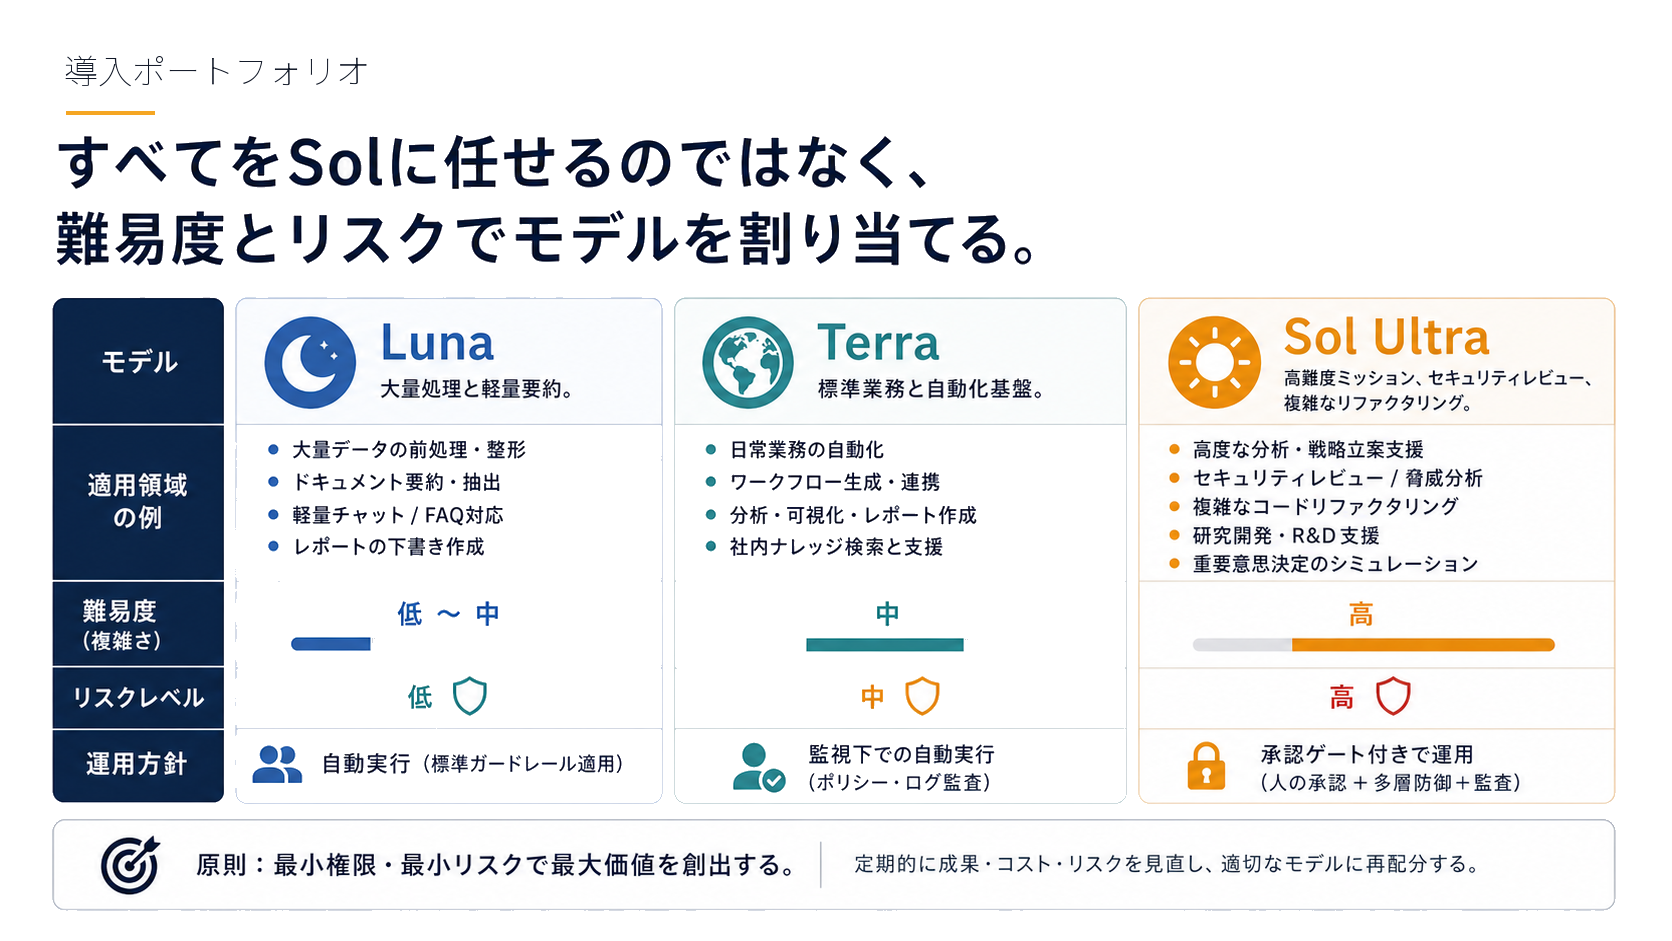 導入ポートフォリオ
すべてをSolに任せるのではなく、
難易度とリスクでモデルを割り当てる。
モデル
Luna
大量処理と軽量要約。
Terra
標準業務と自動化基盤。
Sol Ultra
高難度ミッション、セキュリティレビュー、
複雑なリファクタリング。
適用領域
の例
大量データの前処理・整形
ドキュメント要約・抽出
軽量チャット / FAQ対応
レポートの下書き作成
日常業務の自動化
ワークフロー生成・連携
分析・可視化・レポート作成
社内ナレッジ検索と支援
高度な分析・戦略立案支援
セキュリティレビュー / 脅威分析
複雑なコードリファクタリング
研究開発・R&D支援
重要意思決定のシミュレーション
難易度
（複雑さ）
低 ～ 中
中
高
リスクレベル
低
中
高
運用方針
自動実行（標準ガードレール適用）
監視下での自動実行
（ポリシー・ログ監査）
承認ゲート付きで運用
（人の承認＋多層防御＋監査）
原則：最小権限・最小リスクで最大価値を創出する。
定期的に成果・コスト・リスクを見直し、適切なモデルに再配分する。